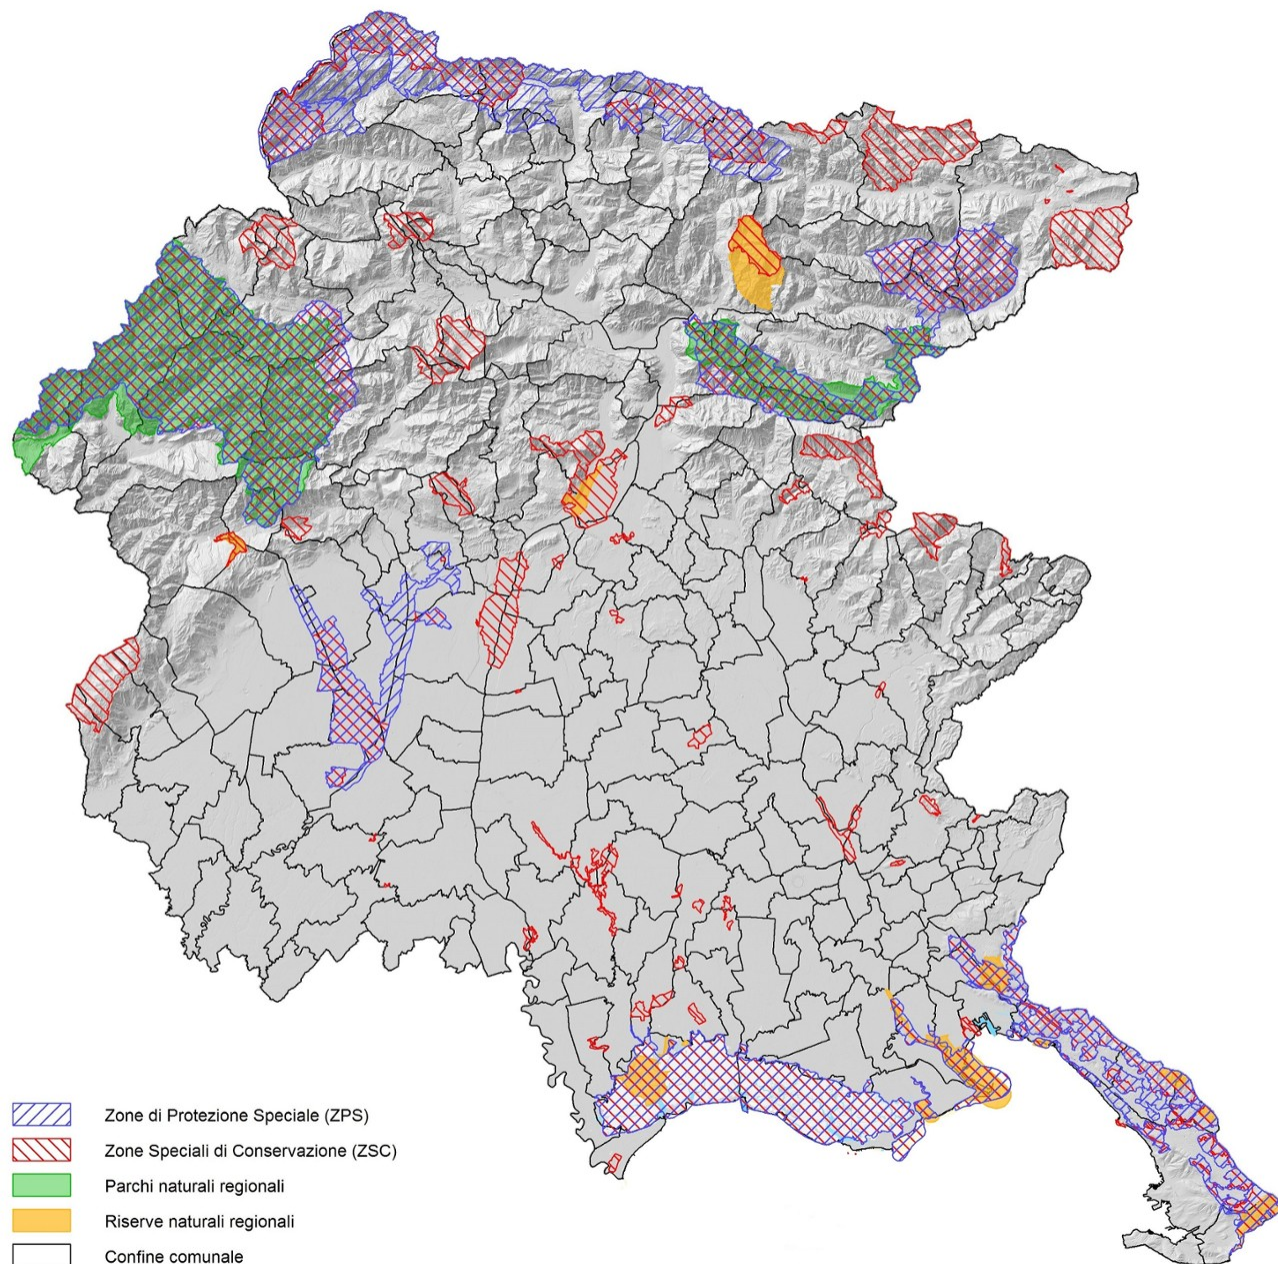 Zone di Protezione Speciale (ZPS)
Zone Speciali di Conservazione (ZSC)
Parchi naturali regionali
Riserve naturali regionali
Confine comunale